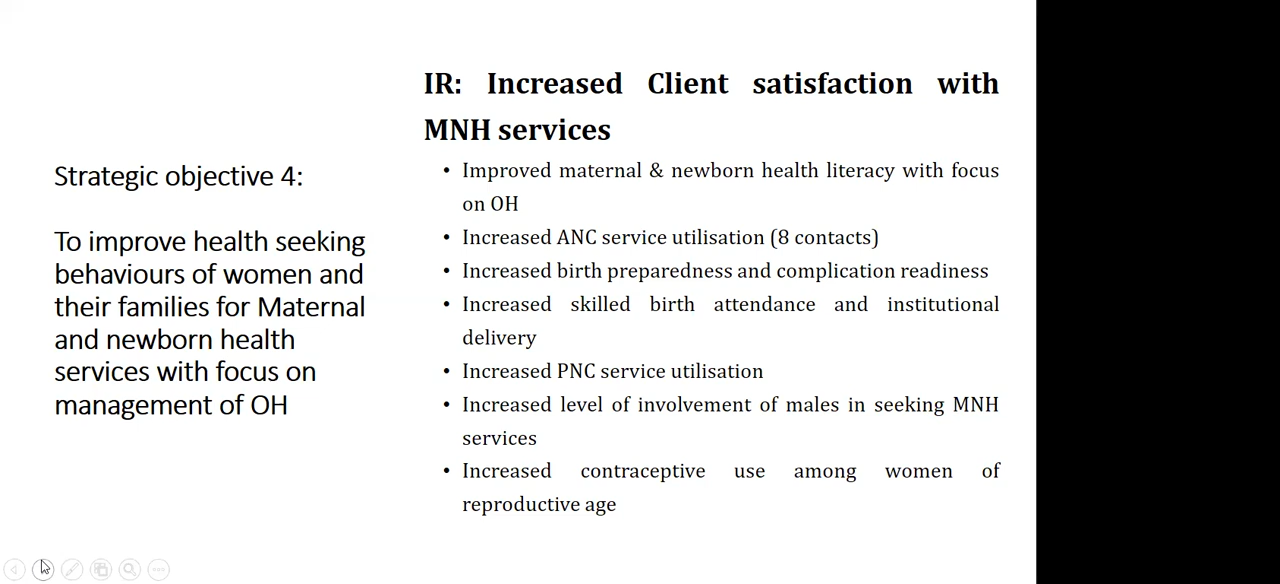 Strategic objective 4:
To improve health seeking
behaviours of women and
their families for Maternal
and newborn health
services with focus on
management of OH
IR: Increased Client satisfaction with
MNH services
• Improved maternal & newborn health literacy with focus
on OH
• Increased ANC service utilisation (8 contacts)
• Increased birth preparedness and complication readiness
• Increased skilled birth attendance and institutional
delivery
• Increased PNC service utilisation
• Increased level of involvement of males in seeking MNH
services
• Increased contraceptive use among women of
reproductive age